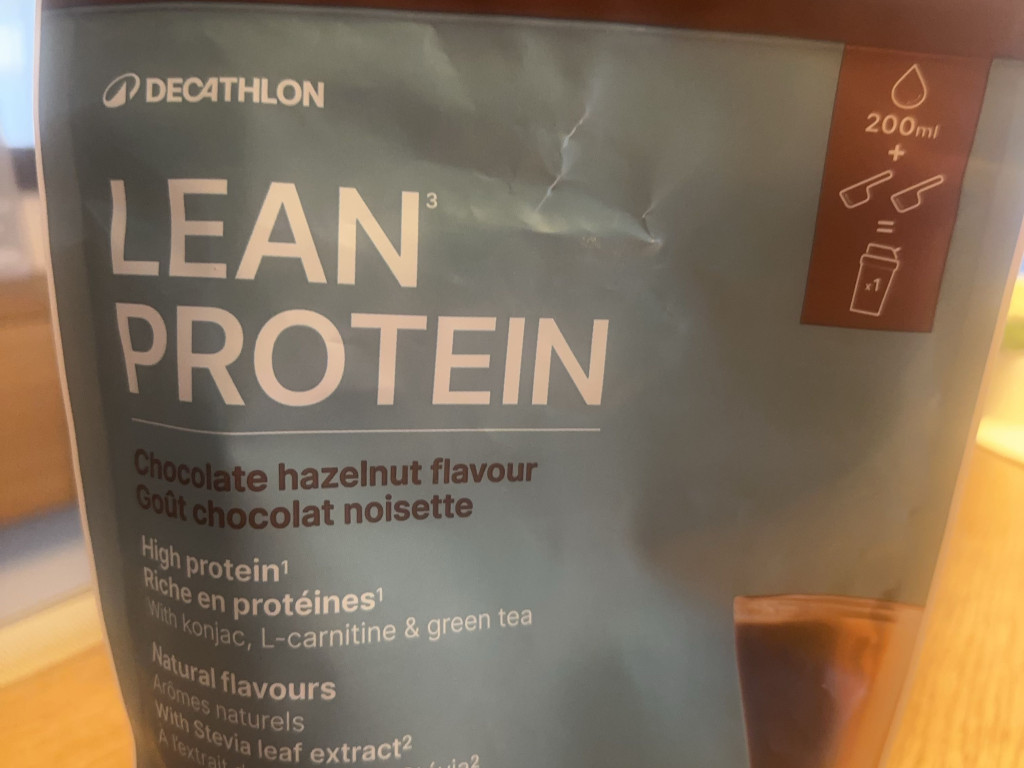 DECATHLON
LEAN³
PROTEIN
Chocolate hazelnut flavour
Goût chocolat noisette
High protein¹
Riche en protéines¹
With konjac, L-carnitine & green tea
Natural flavours
Arômes naturels
With Stevia leaf extract²
À l'extrait
200ml
+
=
x1